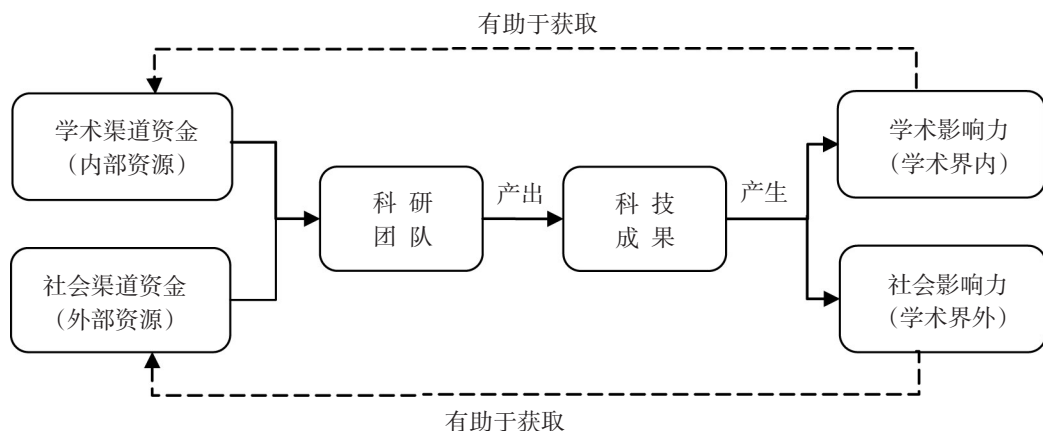 有助于获取
学术渠道资金
（内部资源）
社会渠道资金
（外部资源）
科 研
团 队
产出
科 技
成 果
产生
学术影响力
（学术界内）
社会影响力
（学术界外）
有助于获取